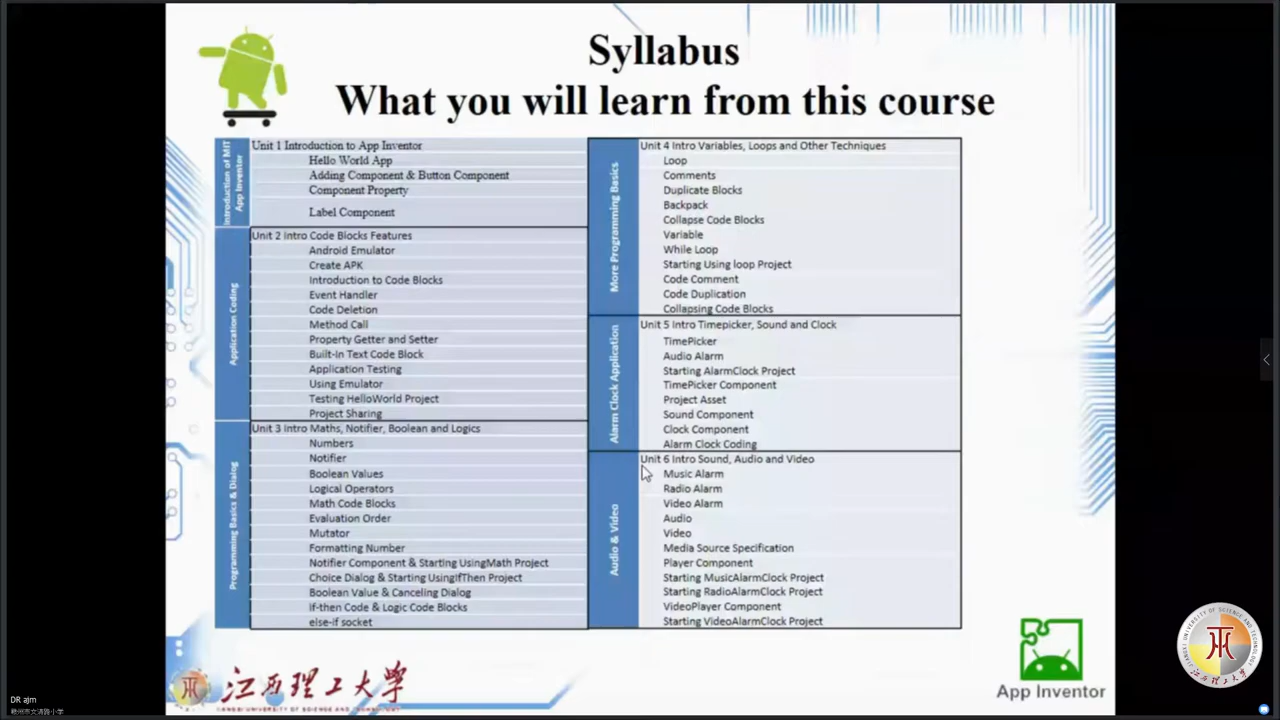 Syllabus
What you will learn from this course
Introduction of MIT
App Inventor
Unit 1 Introduction to App Inventor
Hello World App
Adding Component & Button Component
Component Property
Label Component
Application Coding
Unit 2 Intro Code Blocks Features
Android Emulator
Create APK
Introduction to Code Blocks
Event Handler
Code Deletion
Method Call
Property Getter and Setter
Built-In Text Code Block
Application Testing
Using Emulator
Testing HelloWorld Project
Project Sharing
Programming Basics & Dialog
Unit 3 Intro Maths, Notifier, Boolean and Logics
Numbers
Notifier
Boolean Values
Logical Operators
Math Code Blocks
Evaluation Order
Mutator
Formatting Number
Notifier Component & Starting UsingMath Project
Choice Dialog & Starting UsingIfThen Project
Boolean Value & Canceling Dialog
If-then Code & Logic Code Blocks
else-if socket
More Programming Basics
Unit 4 Intro Variables, Loops and Other Techniques
Loop
Comments
Duplicate Blocks
Backpack
Collapse Code Blocks
Variable
While Loop
Starting Using loop Project
Code Comment
Code Duplication
Collapsing Code Blocks
Alarm Clock Application
Unit 5 Intro Timepicker, Sound and Clock
TimePicker
Audio Alarm
Starting AlarmClock Project
TimePicker Component
Project Asset
Sound Component
Clock Component
Alarm Clock Coding
Audio & Video
Unit 6 Intro Sound, Audio and Video
Music Alarm
Radio Alarm
Video Alarm
Audio
Video
Media Source Specification
Player Component
Starting MusicAlarmClock Project
Starting RadioAlarmClock Project
VideoPlayer Component
Starting VideoAlarmClock Project
江西理工大学
JIANGXI UNIVERSITY OF SCIENCE AND TECHNOLOGY
App Inventor
DR ajm